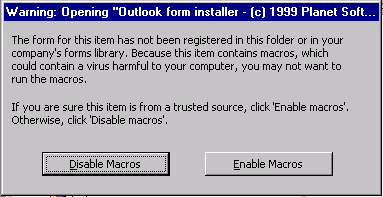 Warning: Opening "Outlook form installer - (c) 1999 Planet Soft...
The form for this item has not been registered in this folder or in your
company's forms library. Because this item contains macros, which
could contain a virus harmful to your computer, you may not want to
run the macros.
If you are sure this item is from a trusted source, click 'Enable macros'.
Otherwise, click 'Disable macros'.
Disable Macros
Enable Macros